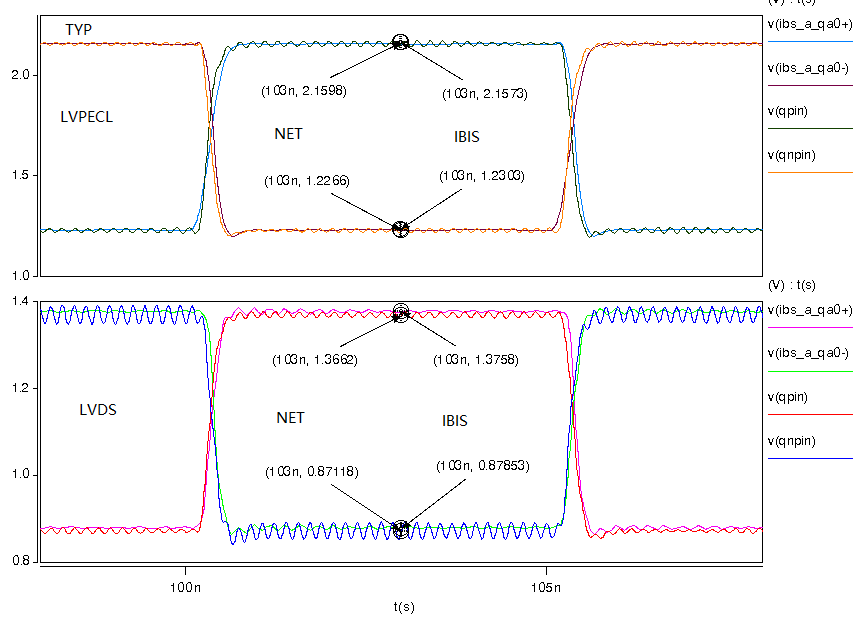 (V) : t(s)
TYP
v(ibs_a_qa0+)
2.0
v(ibs_a_qa0-)
(103n, 2.1598)
(103n, 2.1573)
LVPECL
v(qpin)
NET
IBIS
v(qnpin)
1.5
(103n, 1.2266)
(103n, 1.2303)
1.0
(V) : t(s)
1.4
v(ibs_a_qa0+)
v(ibs_a_qa0-)
(103n, 1.3662)
(103n, 1.3758)
1.2
v(qpin)
LVDS
NET
IBIS
v(qnpin)
(103n, 0.87118)
(103n, 0.87853)
1.0
0.8
100n
105n
t(s)